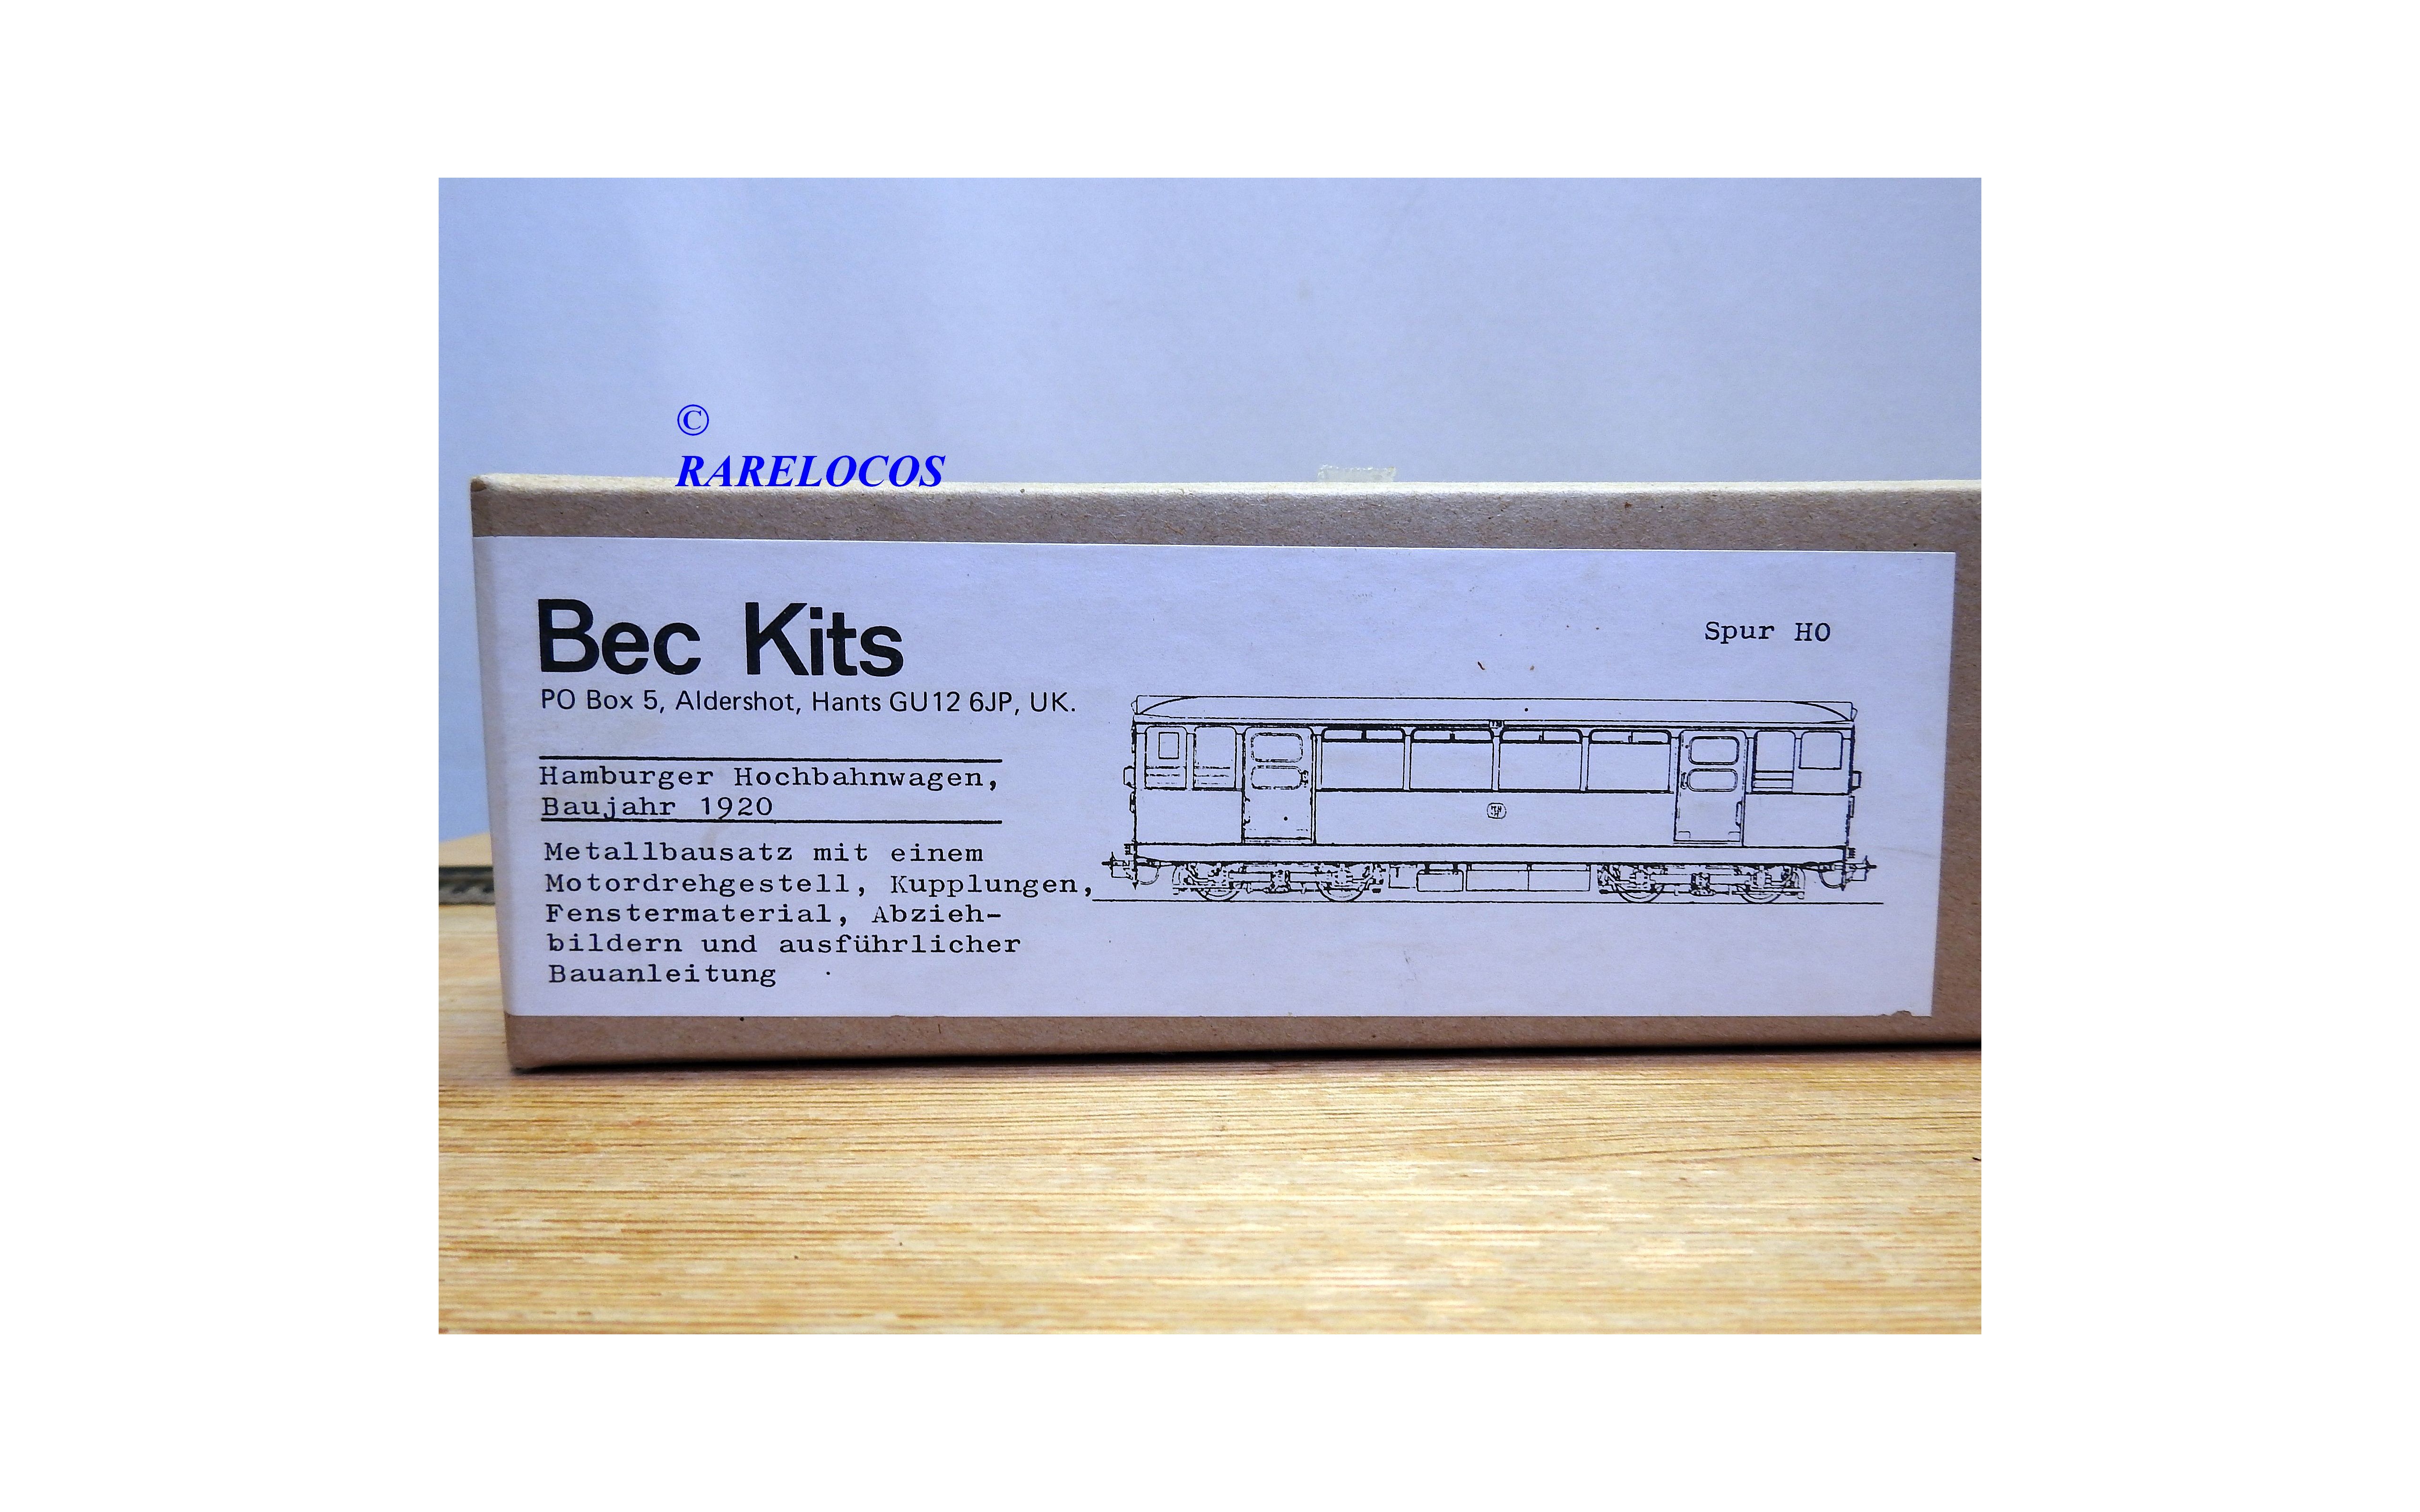 ©
RARELOCOS
Bec Kits
Spur HO
PO Box 5, Aldershot, Hants GU12 6JP, UK.
Hamburger Hochbahnwagen,
Baujahr 1920
Metallbausatz mit einem
Motordrehgestell, Kupplungen,
Fenstermaterial, Abzieh-
bildern und ausführlicher
Bauanleitung